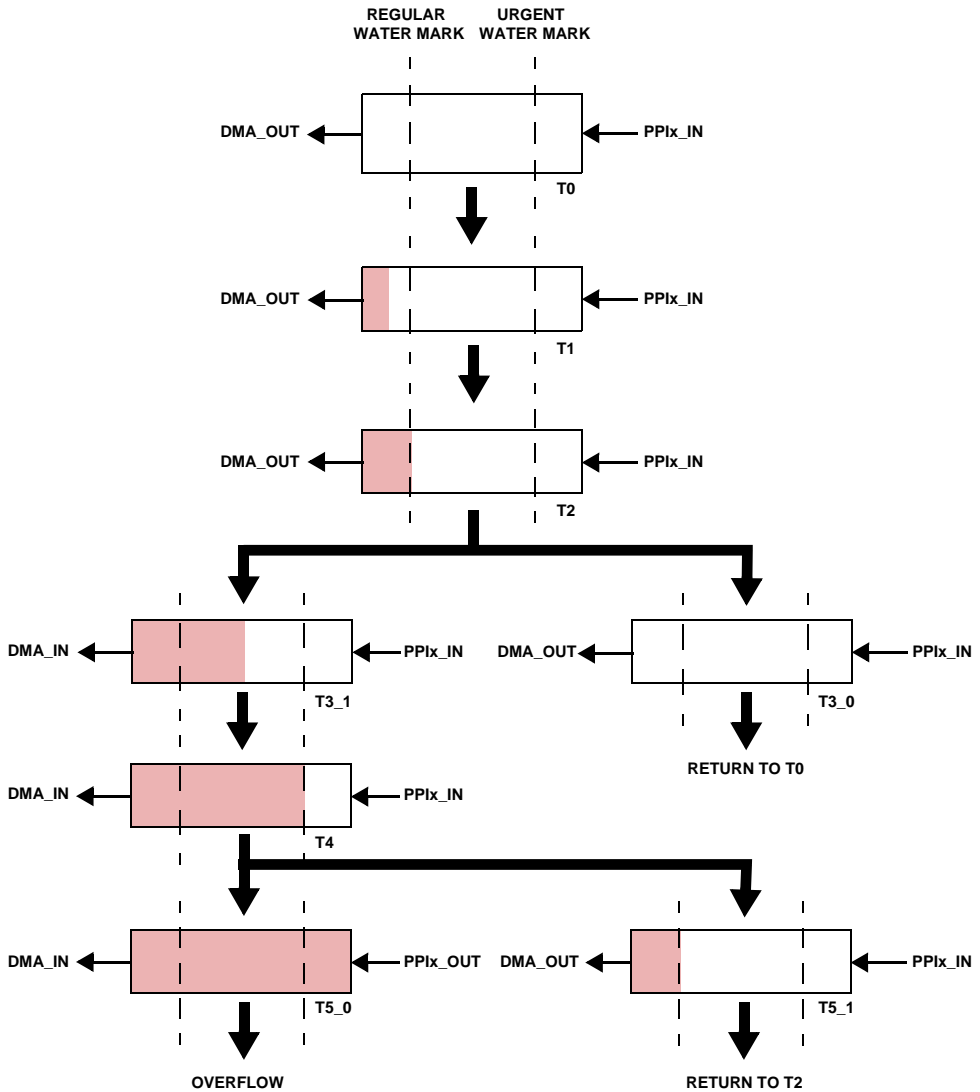 REGULAR
WATER MARK
URGENT
WATER MARK
DMA_OUT
PPIx_IN
T0
DMA_OUT
PPIx_IN
T1
DMA_OUT
PPIx_IN
T2
DMA_IN
PPIx_IN
DMA_OUT
PPIx_IN
T3_1
T3_0
RETURN TO T0
DMA_IN
PPIx_IN
T4
DMA_IN
PPIx_OUT
DMA_OUT
PPIx_IN
T5_0
T5_1
OVERFLOW
RETURN TO T2